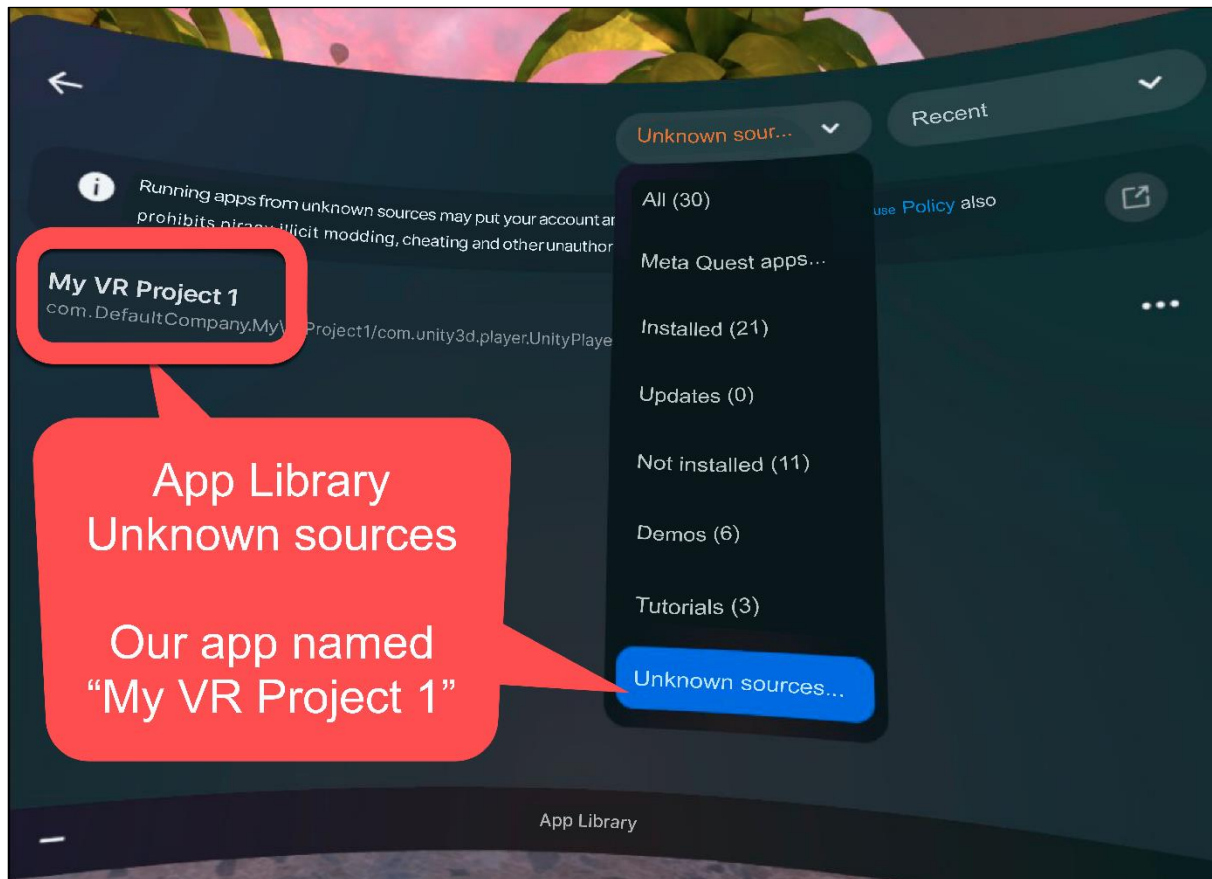 Unknown sour...
Recent
Running apps from unknown sources may put your account
use Policy also
prohibits piracy illicit modding, cheating and other
My VR Project 1
com.DefaultCompany.My Project1/com.unity3d.player.UnityPlaye
All (30)
Meta Quest apps...
Installed (21)
Updates (0)
Not installed (11)
Demos (6)
Tutorials (3)
Unknown sources...
App Library
Unknown sources
Our app named
“My VR Project 1”
App Library